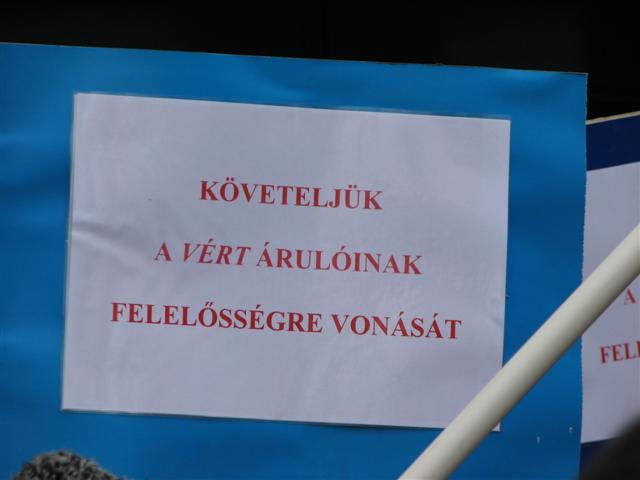 KÖVETELJÜK
A VÉRT ÁRULÓINAK
FELELŐSSÉGRE VONÁSÁT
A